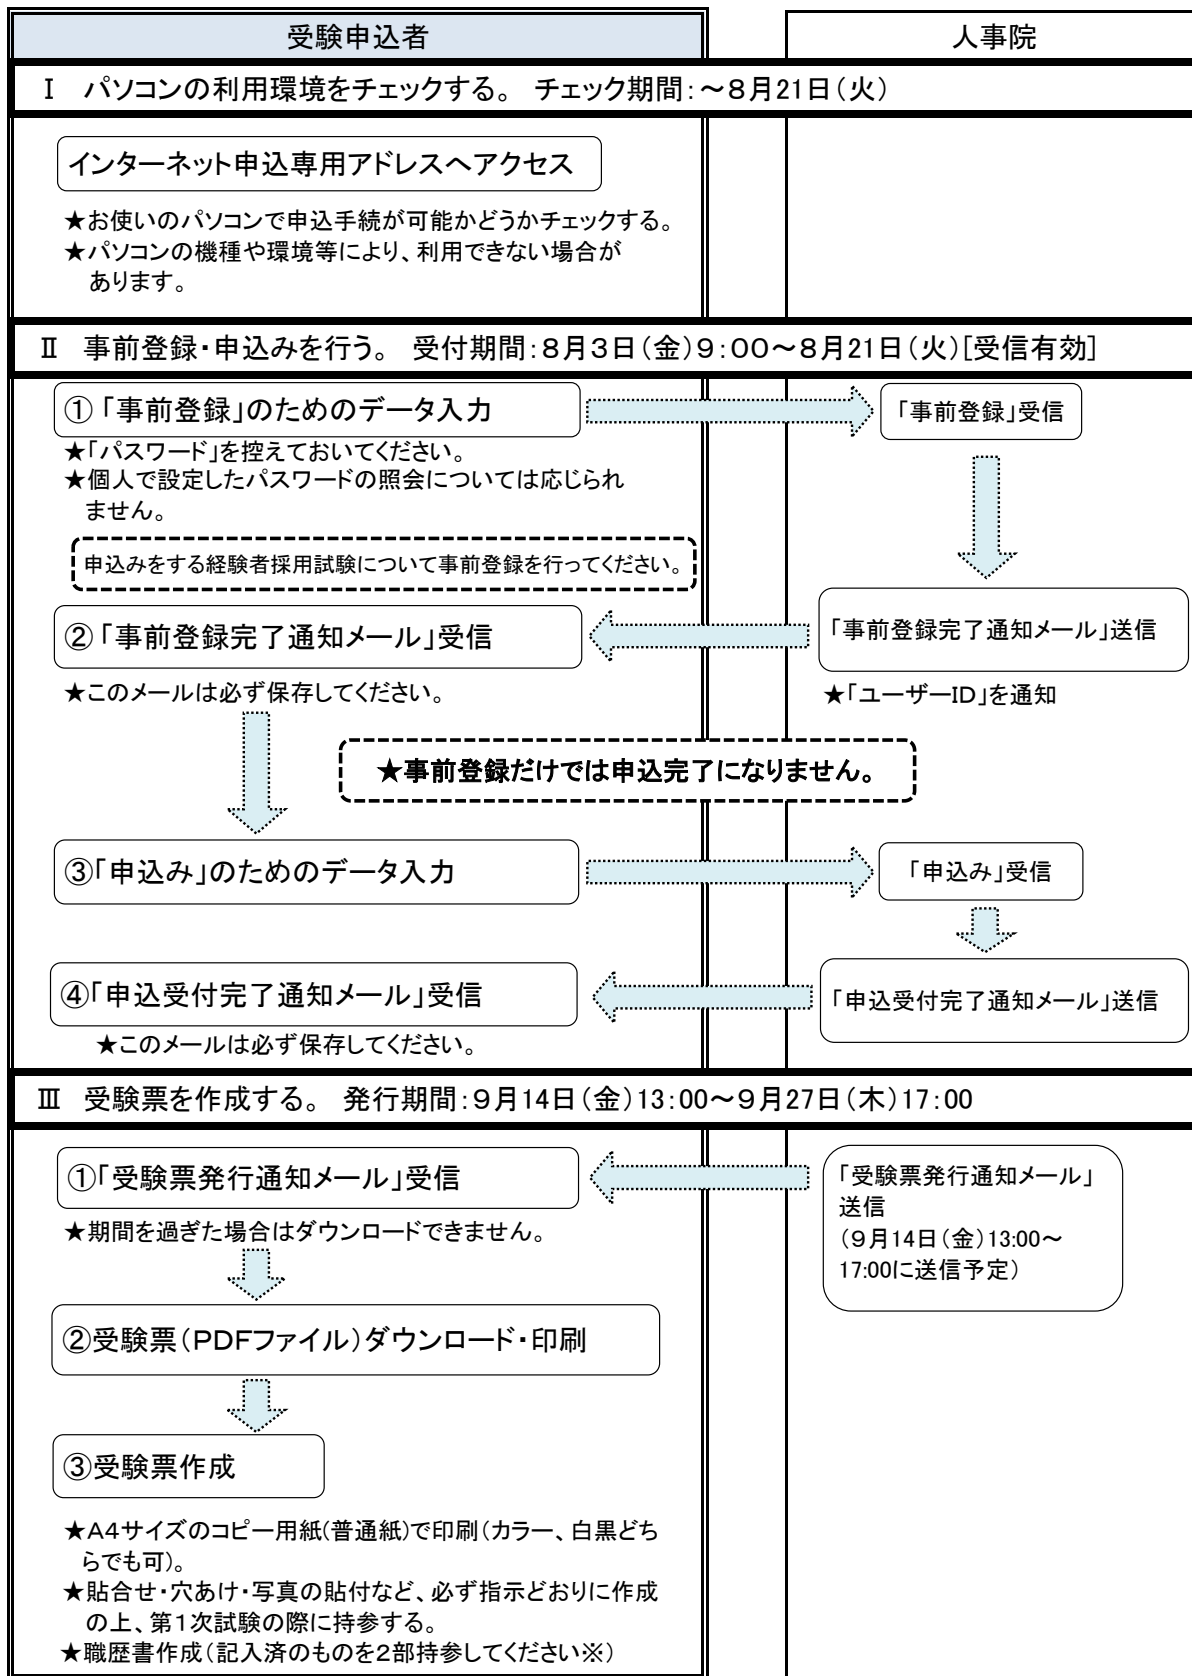 受験申込者
人事院
Ⅰ　パソコンの利用環境をチェックする。　チェック期間：～８月21日（火）
インターネット申込専用アドレスへアクセス
★お使いのパソコンで申込手続が可能かどうかチェックする。
★パソコンの機種や環境等により、利用できない場合が
あります。
Ⅱ　事前登録・申込みを行う。　受付期間：８月３日（金）９：００～８月21日（火）[受信有効]
①「事前登録」のためのデータ入力
「事前登録」受信
★「パスワード」を控えておいてください。
★個人で設定したパスワードの照会については応じられ
ません。
申込みをする経験者採用試験について事前登録を行ってください。
②「事前登録完了通知メール」受信
「事前登録完了通知メール」送信
★このメールは必ず保存してください。
★「ユーザーＩＤ」を通知
★事前登録だけでは申込完了になりません。
③「申込み」のためのデータ入力
「申込み」受信
④「申込受付完了通知メール」受信
「申込受付完了通知メール」送信
★このメールは必ず保存してください。
Ⅲ　受験票を作成する。　発行期間：９月14日（金）13：00～９月27日（木）17：00
①「受験票発行通知メール」受信
「受験票発行通知メール」
送信
（９月14日（金）13:00～
17:00に送信予定）
★期間を過ぎた場合はダウンロードできません。
②受験票（ＰＤＦファイル）ダウンロード・印刷
③受験票作成
★Ａ４サイズのコピー用紙(普通紙)で印刷（カラー、白黒どち
らでも可）。
★貼合せ・穴あけ・写真の貼付など、必ず指示どおりに作成
の上、第１次試験の際に持参する。
★職歴書作成（記入済のものを２部持参してください※）